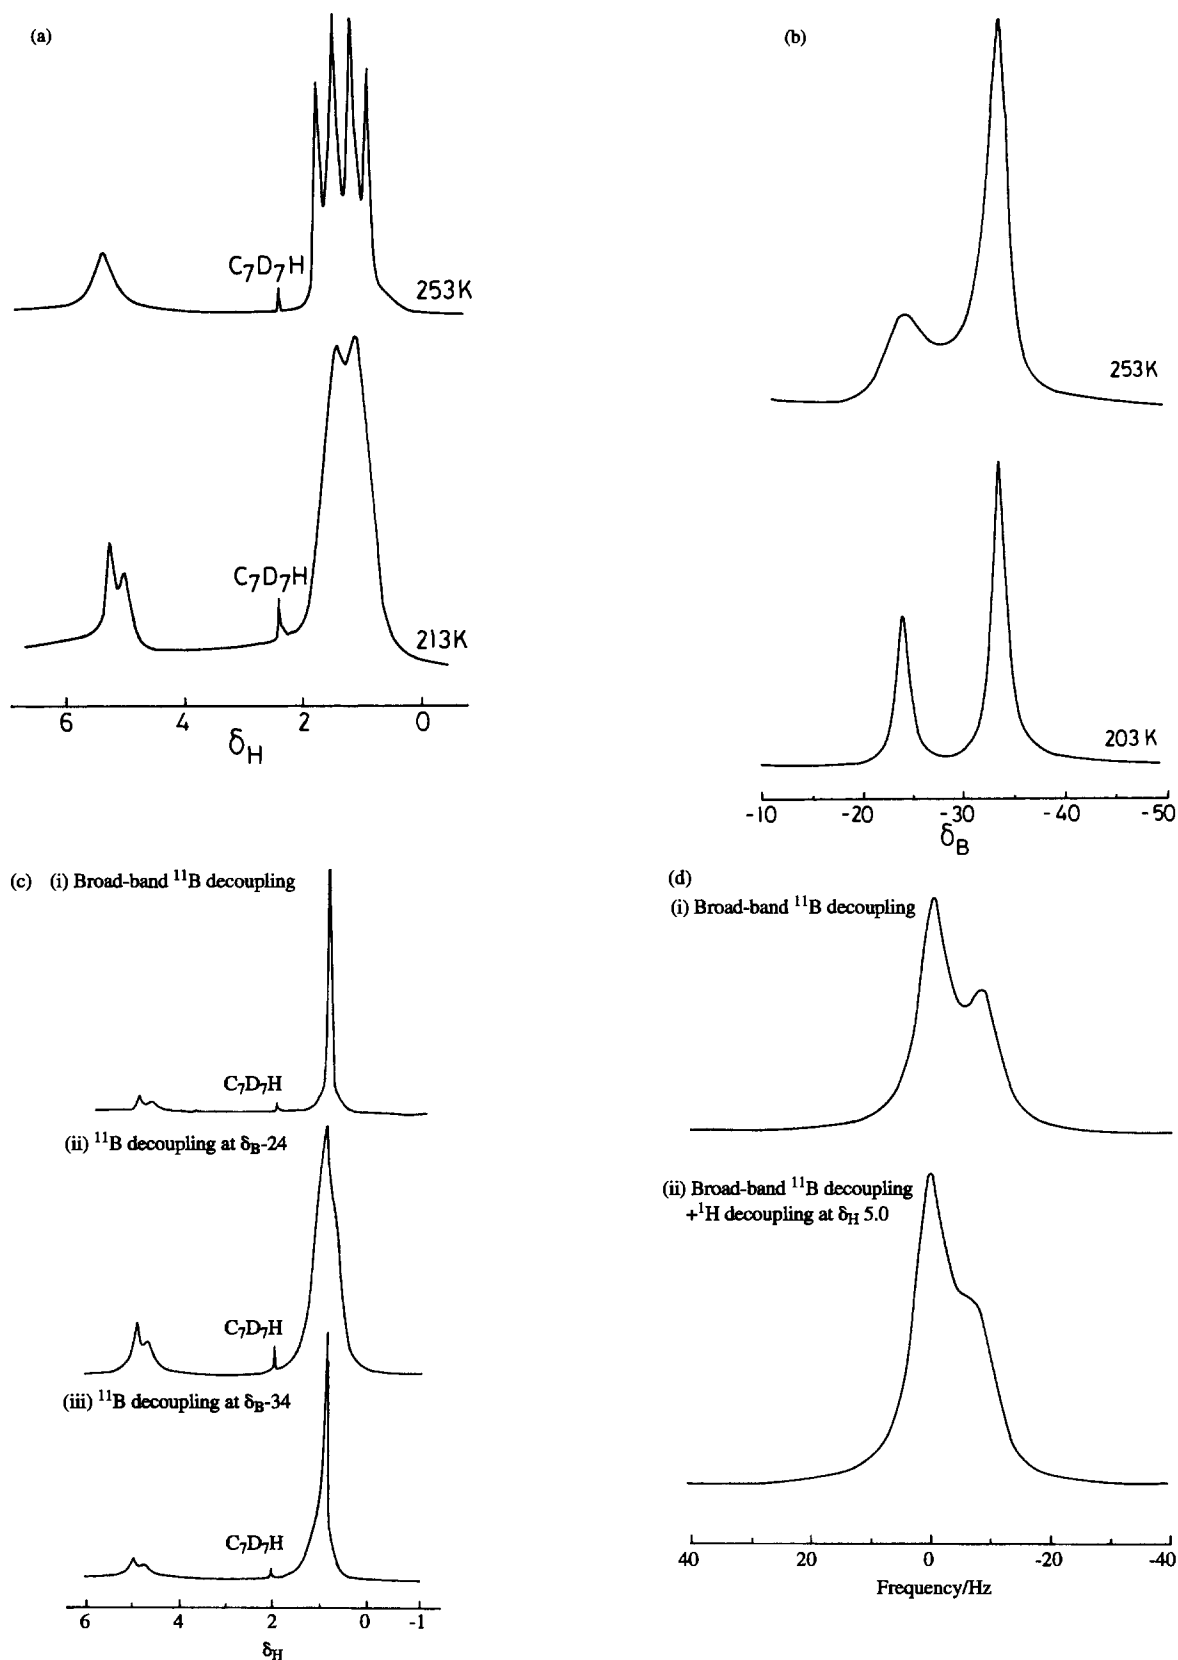 (a)
C₇D₇H
253K
C₇D₇H
213K
6 4 2 0
δH
(b)
253K
203 K
-10 -20 -30 -40 -50
δB
(c) (i) Broad-band ¹¹B decoupling
C₇D₇H
(ii) ¹¹B decoupling at δB-24
C₇D₇H
(iii) ¹¹B decoupling at δB-34
C₇D₇H
6 4 2 0 -1
δH
(d)
(i) Broad-band ¹¹B decoupling
(ii) Broad-band ¹¹B decoupling
+¹H decoupling at δH 5.0
40 20 0 -20 -40
Frequency/Hz